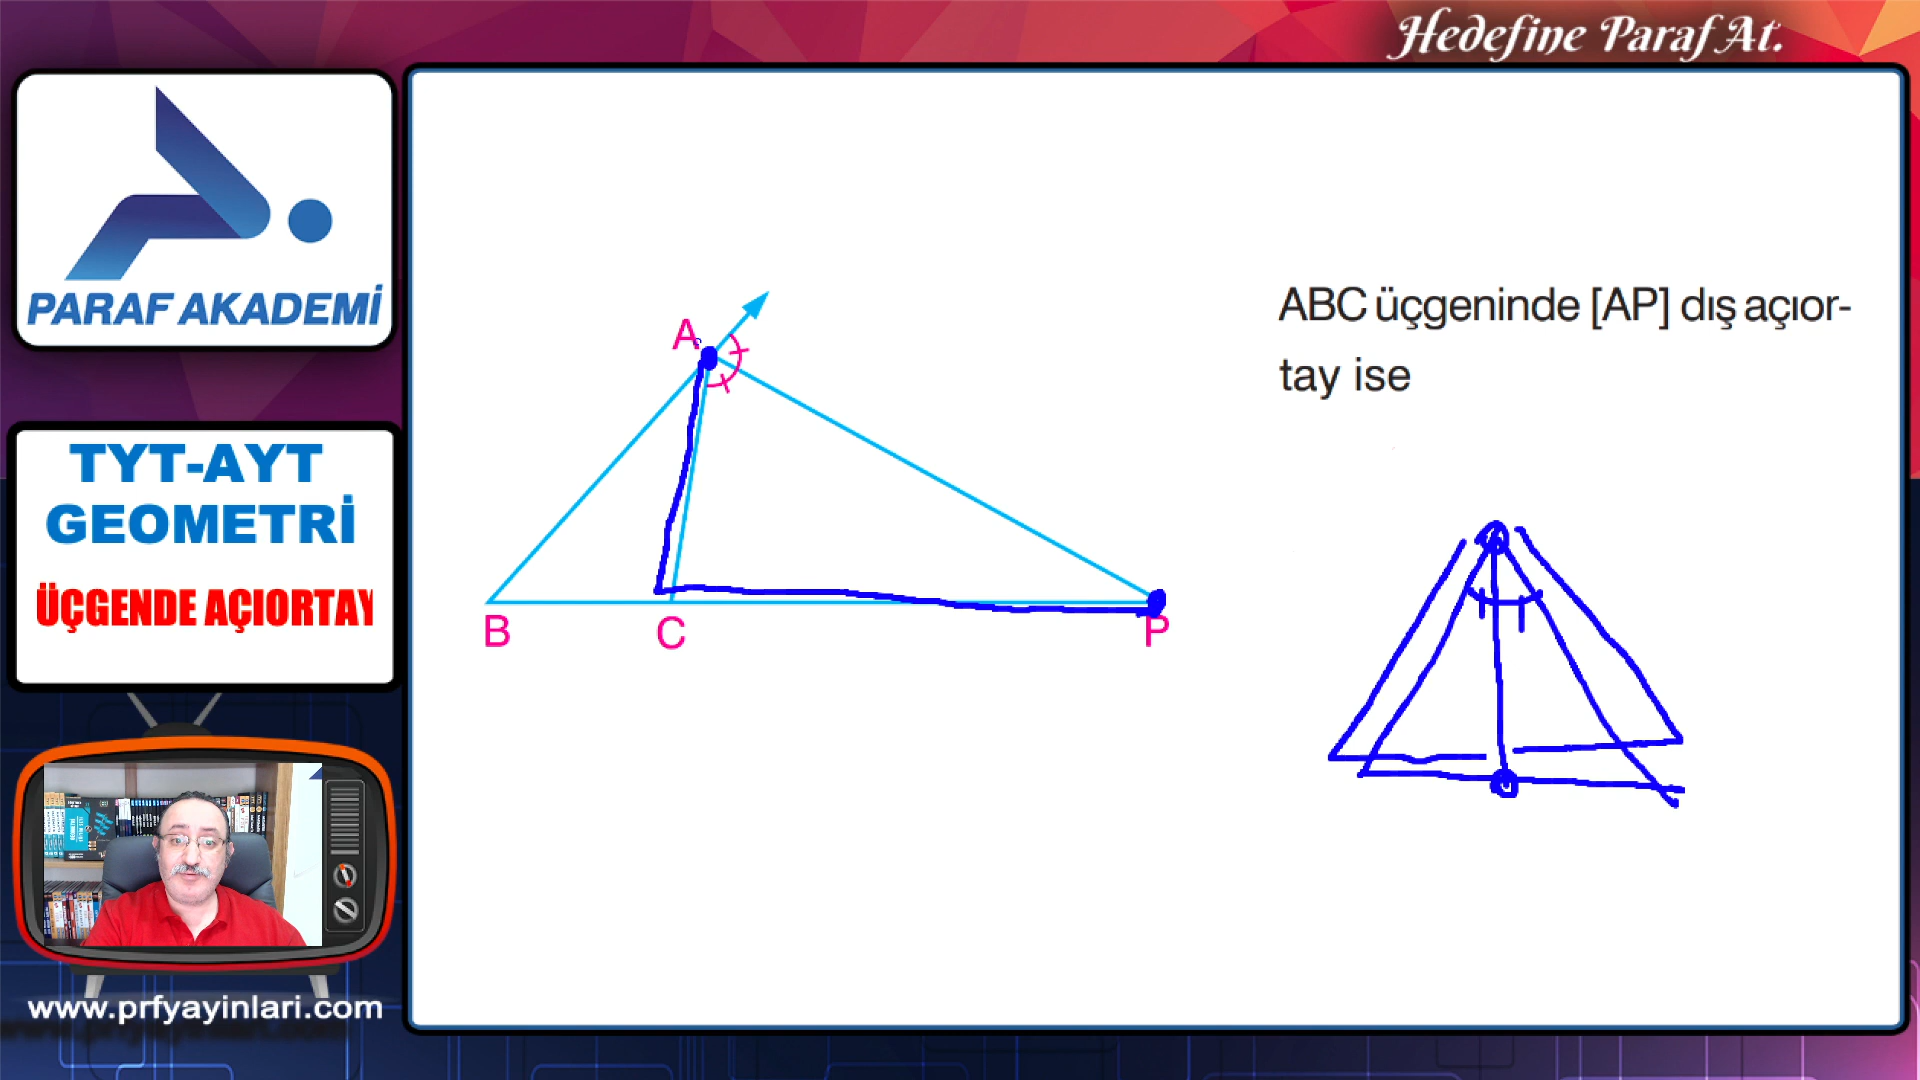 Hedefine Paraf At.
PARAF AKADEMİ
TYT-AYT
GEOMETRİ
ÜÇGENDE AÇIORTAY
www.prfyayinlari.com
A
B
C
P
ABC üçgeninde [AP] dış açıor-
tay ise